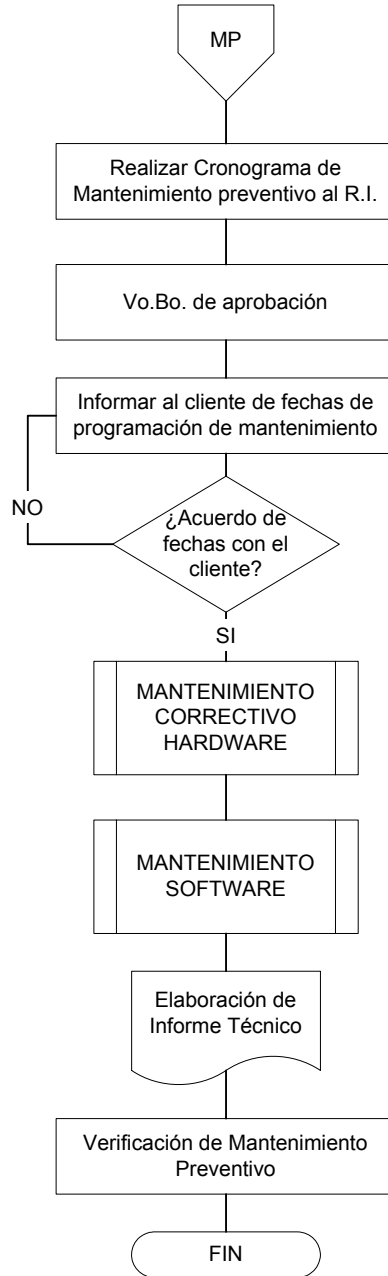 MP
Realizar Cronograma de
Mantenimiento preventivo al R.I.
Vo.Bo. de aprobación
Informar al cliente de fechas de
programación de mantenimiento
NO
¿Acuerdo de
fechas con el
cliente?
SI
MANTENIMIENTO
CORRECTIVO
HARDWARE
MANTENIMIENTO
SOFTWARE
Elaboración de
Informe Técnico
Verificación de Mantenimiento
Preventivo
FIN